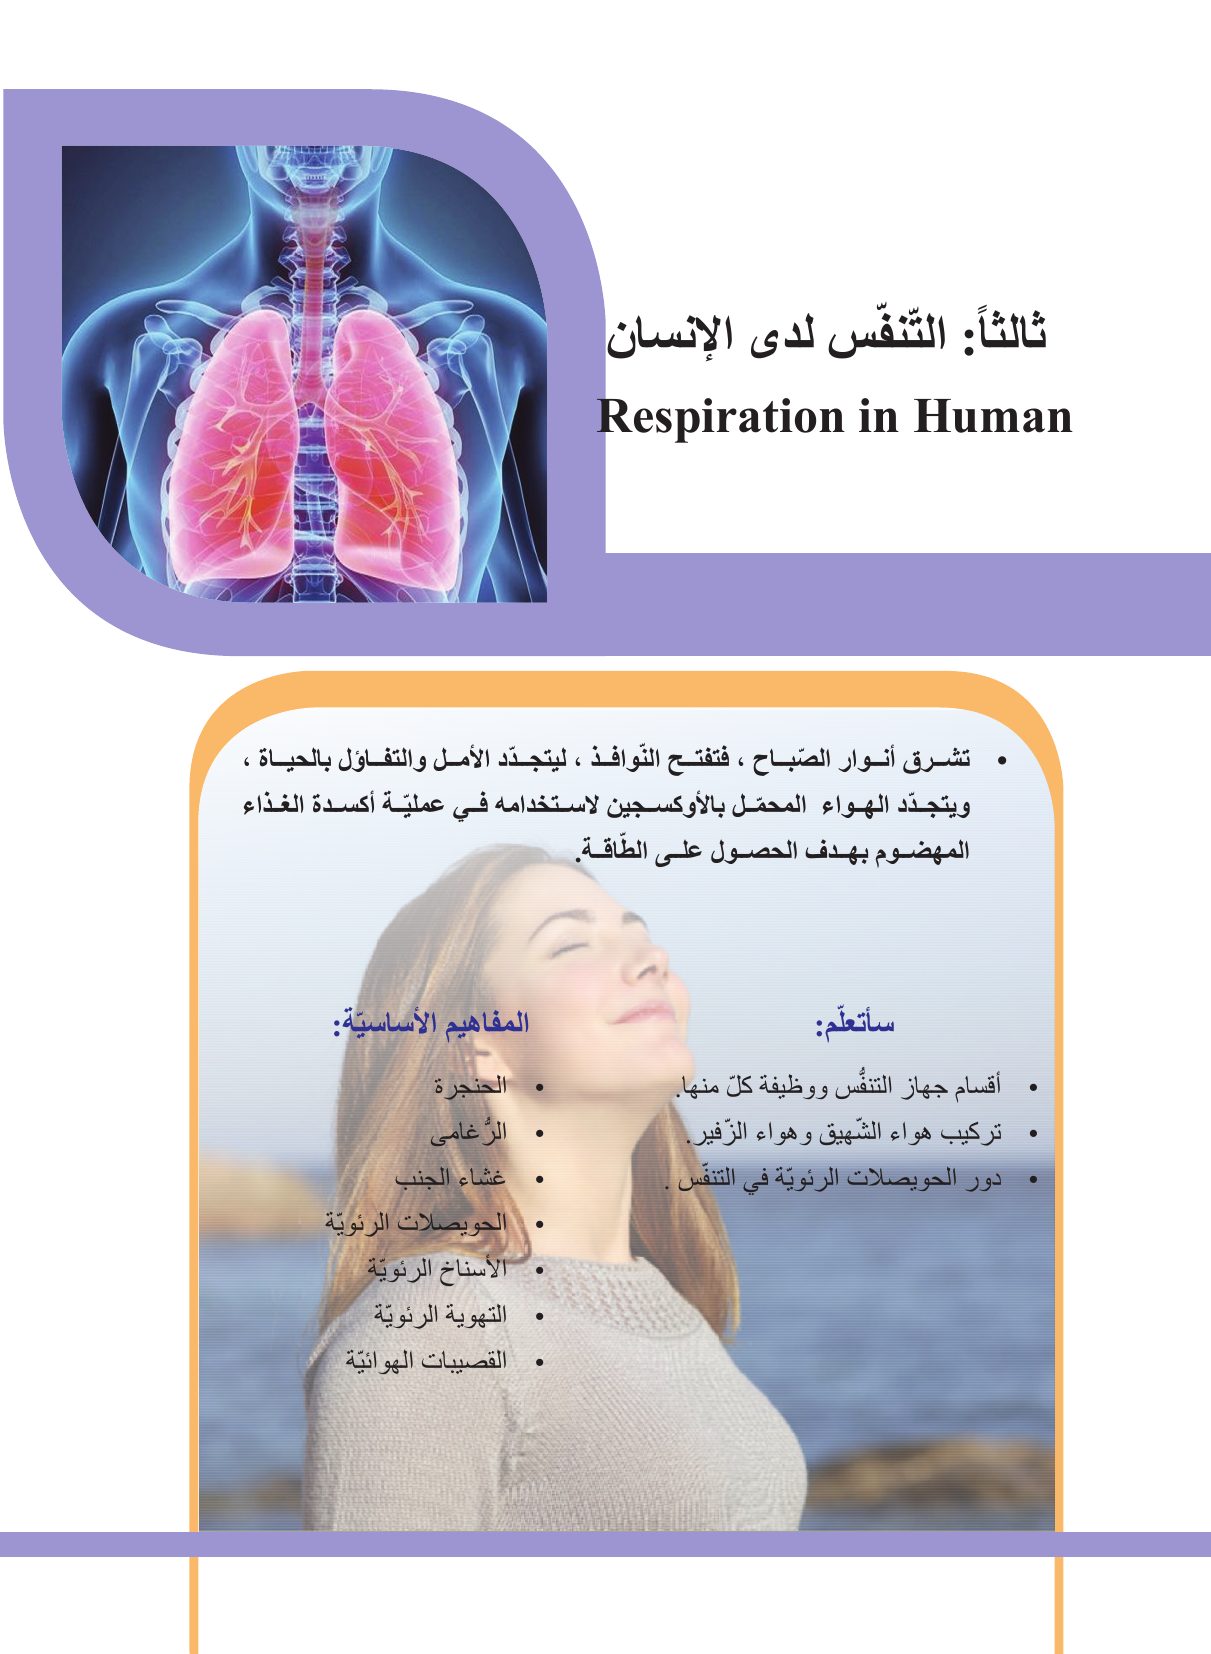 ثالثاً: التّنفّس لدى الإنسان
Respiration in Human
• تشرق أنوار الصّباح ، فتفتح النّوافذ ، ليتجدّد الأمل والتفاؤل بالحياة ،
ويتجدّد الهواء المحمّل بالأوكسجين لاستخدامه في عمليّة أكسدة الغذاء
المهضوم بهدف الحصول على الطّاقة.
سأتعلّم:
• أقسام جهاز التنفُّس ووظيفة كلّ منها.
• تركيب هواء الشّهيق وهواء الزّفير.
• دور الحويصلات الرئويّة في التنفّس .
المفاهيم الأساسيّة:
• الحنجرة
• الرُّغامى
• غشاء الجنب
• الحويصلات الرئويّة
• الأسناخ الرئويّة
• التهوية الرئويّة
• القصيبات الهوائيّة